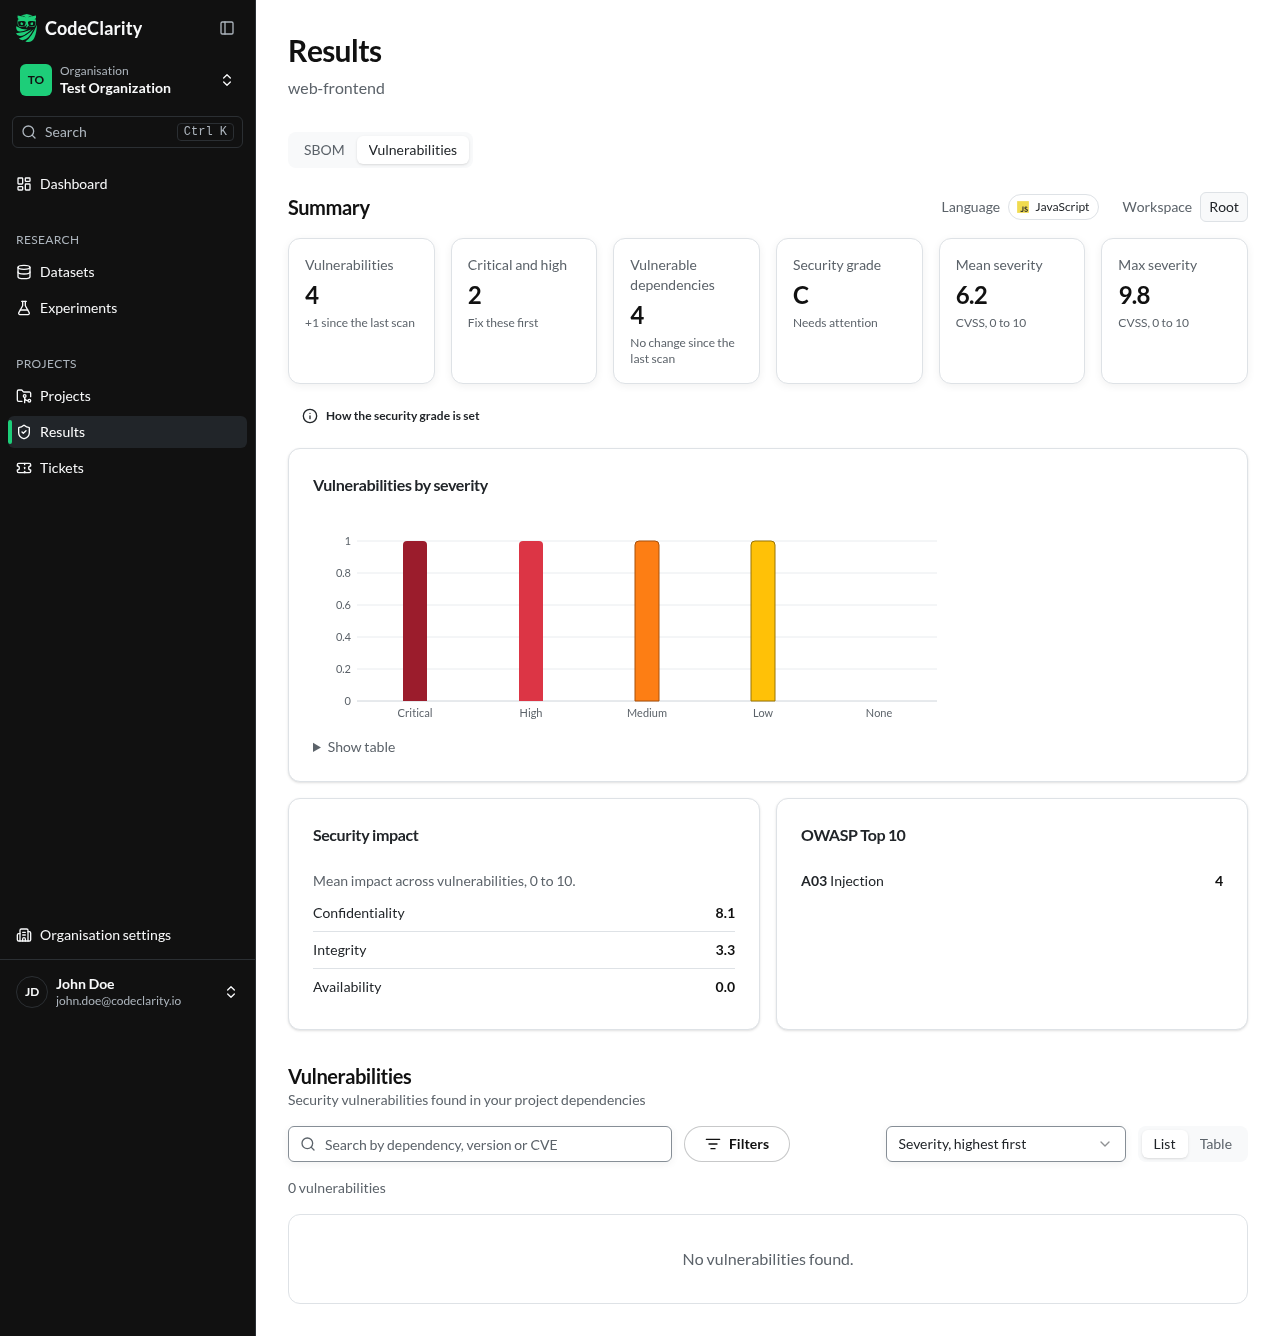 CodeClarity
TO
Organisation
Test Organization
Search
Ctrl K
Dashboard
RESEARCH
Datasets
Experiments
PROJECTS
Projects
Results
Tickets
Organisation settings
JD
John Doe
john.doe@codeclarity.io
Results
web-frontend
SBOM
Vulnerabilities
Summary
Language
JS
JavaScript
Workspace
Root
Vulnerabilities
4
+1 since the last scan
Critical and high
2
Fix these first
Vulnerable
dependencies
4
No change since the
last scan
Security grade
C
Needs attention
Mean severity
6.2
CVSS, 0 to 10
Max severity
9.8
CVSS, 0 to 10
How the security grade is set
Vulnerabilities by severity
1
0.8
0.6
0.4
0.2
0
Critical
High
Medium
Low
None
Show table
Security impact
Mean impact across vulnerabilities, 0 to 10.
Confidentiality 8.1
Integrity 3.3
Availability 0.0
OWASP Top 10
A03 Injection 4
Vulnerabilities
Security vulnerabilities found in your project dependencies
Search by dependency, version or CVE
Filters
Severity, highest first
List
Table
0 vulnerabilities
No vulnerabilities found.